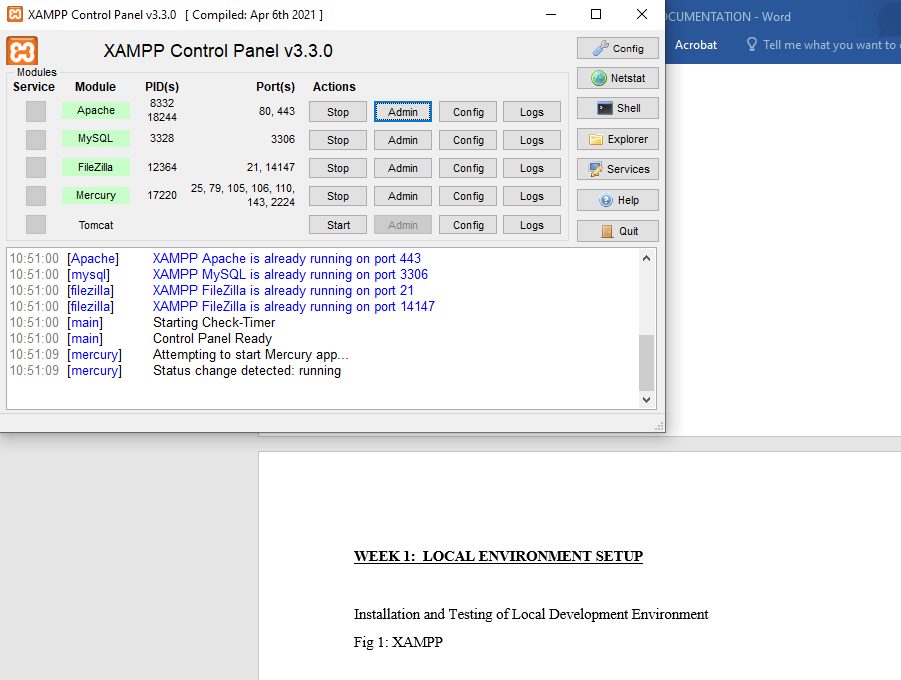 XAMPP Control Panel v3.3.0 [ Compiled: Apr 6th 2021 ]
OCUMENTATION - Word
Acrobat Tell me what you want to
XAMPP Control Panel v3.3.0
Config
Netstat
Shell
Explorer
Services
Help
Quit
Modules
Service Module PID(s) Port(s) Actions
Apache 8332
18244 80, 443 Stop Admin Config Logs
MySQL 3328 3306 Stop Admin Config Logs
FileZilla 12364 21, 14147 Stop Admin Config Logs
Mercury 17220 25, 79, 105, 106, 110,
143, 2224 Stop Admin Config Logs
Tomcat Start Admin Config Logs
10:51:00 [Apache] XAMPP Apache is already running on port 443
10:51:00 [mysql] XAMPP MySQL is already running on port 3306
10:51:00 [filezilla] XAMPP FileZilla is already running on port 21
10:51:00 [filezilla] XAMPP FileZilla is already running on port 14147
10:51:00 [main] Starting Check-Timer
10:51:00 [main] Control Panel Ready
10:51:09 [mercury] Attempting to start Mercury app...
10:51:09 [mercury] Status change detected: running
WEEK 1: LOCAL ENVIRONMENT SETUP
Installation and Testing of Local Development Environment
Fig 1: XAMPP